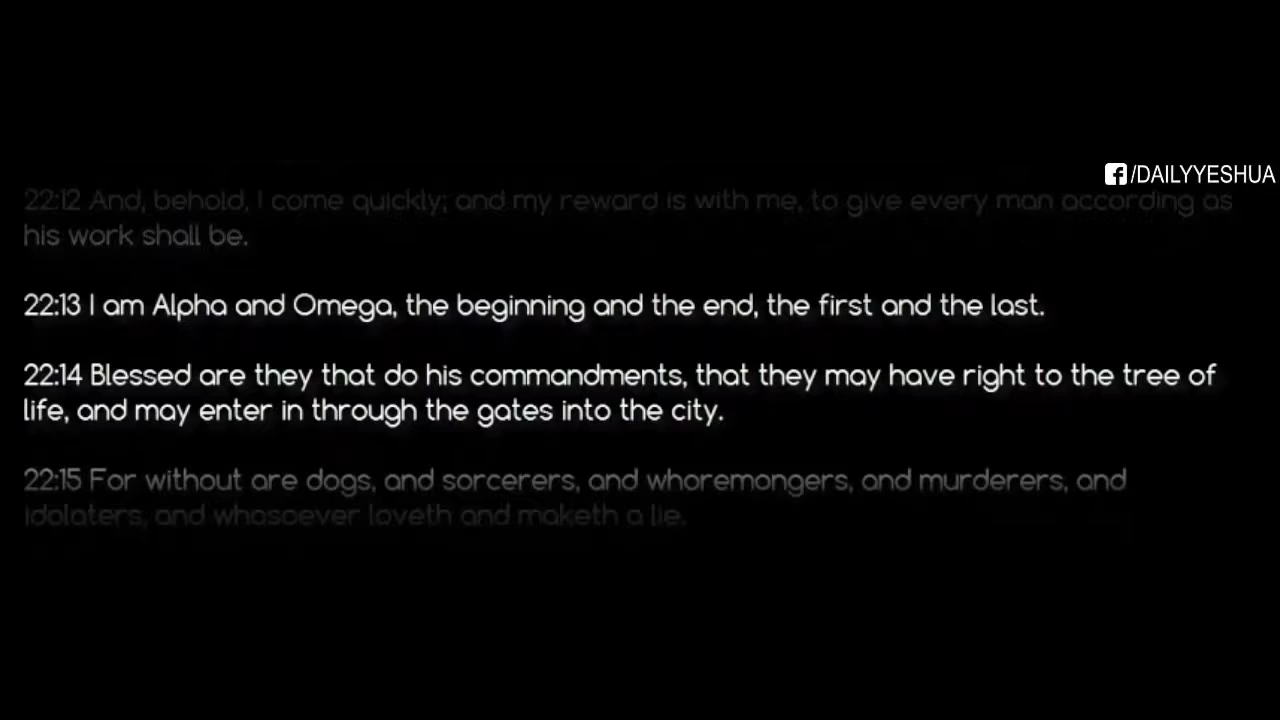 /DAILYYESHUA
22:12 And, behold, I come quickly; and my reward is with me, to give every man according as
his work shall be.
22:13 I am Alpha and Omega, the beginning and the end, the first and the last.
22:14 Blessed are they that do his commandments, that they may have right to the tree of
life, and may enter in through the gates into the city.
22:15 For without are dogs, and sorcerers, and whoremongers, and murderers, and
idolaters, and whosoever loveth and maketh a lie.